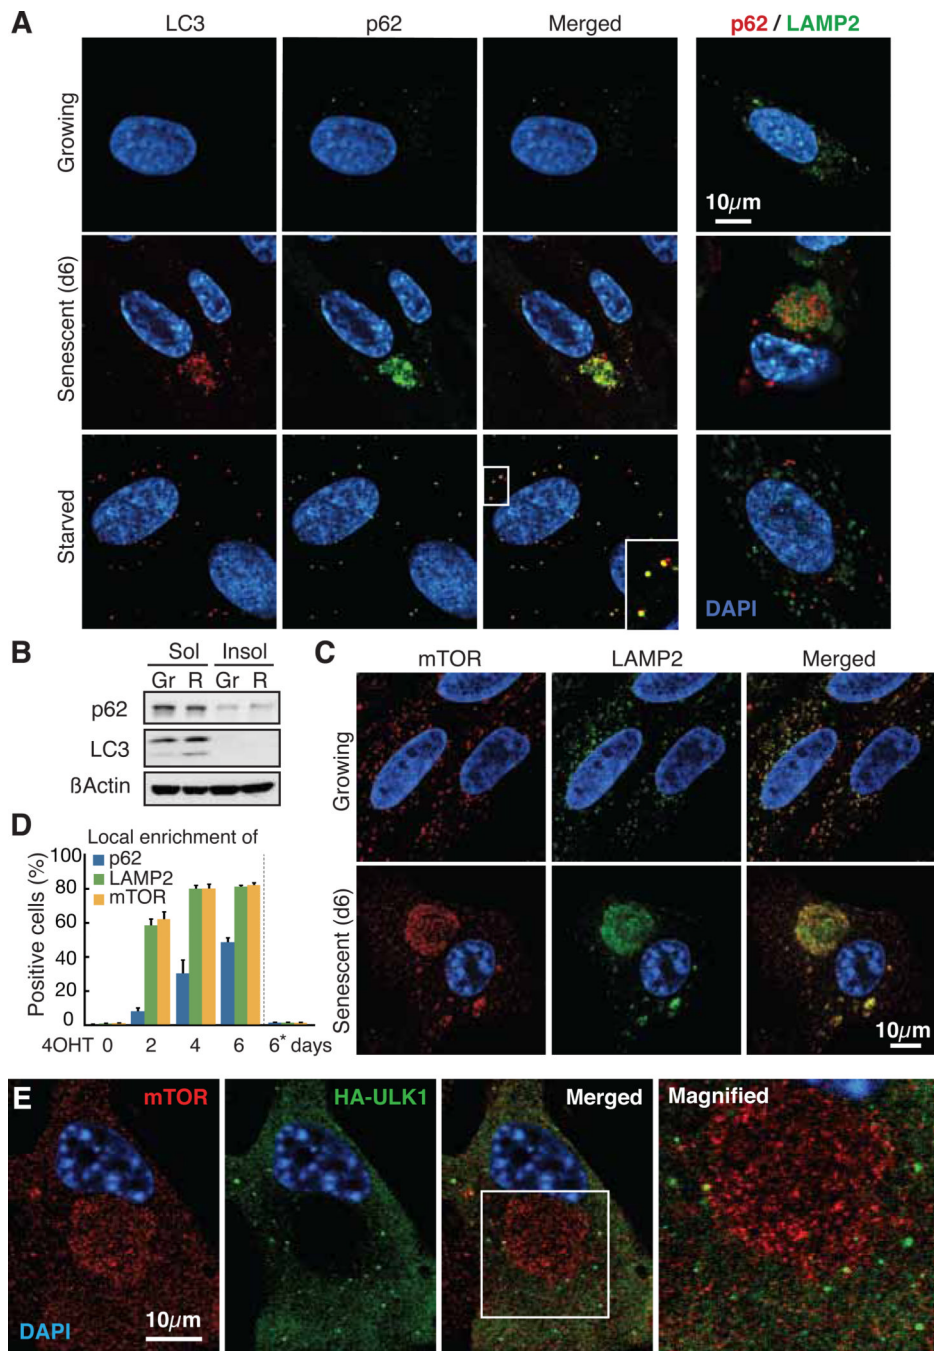 A
LC3 p62 Merged p62 / LAMP2
Growing
10µm
Senescent (d6)
Starved
DAPI
B
Sol Insol
Gr R Gr R
p62
LC3
ßActin
C
mTOR LAMP2 Merged
Growing
Senescent (d6)
10µm
D
Local enrichment of
p62
LAMP2
mTOR
Positive cells (%)
100
80
60
40
20
0
4OHT 0 2 4 6 6* days
E
mTOR HA-ULK1 Merged Magnified
DAPI
10µm